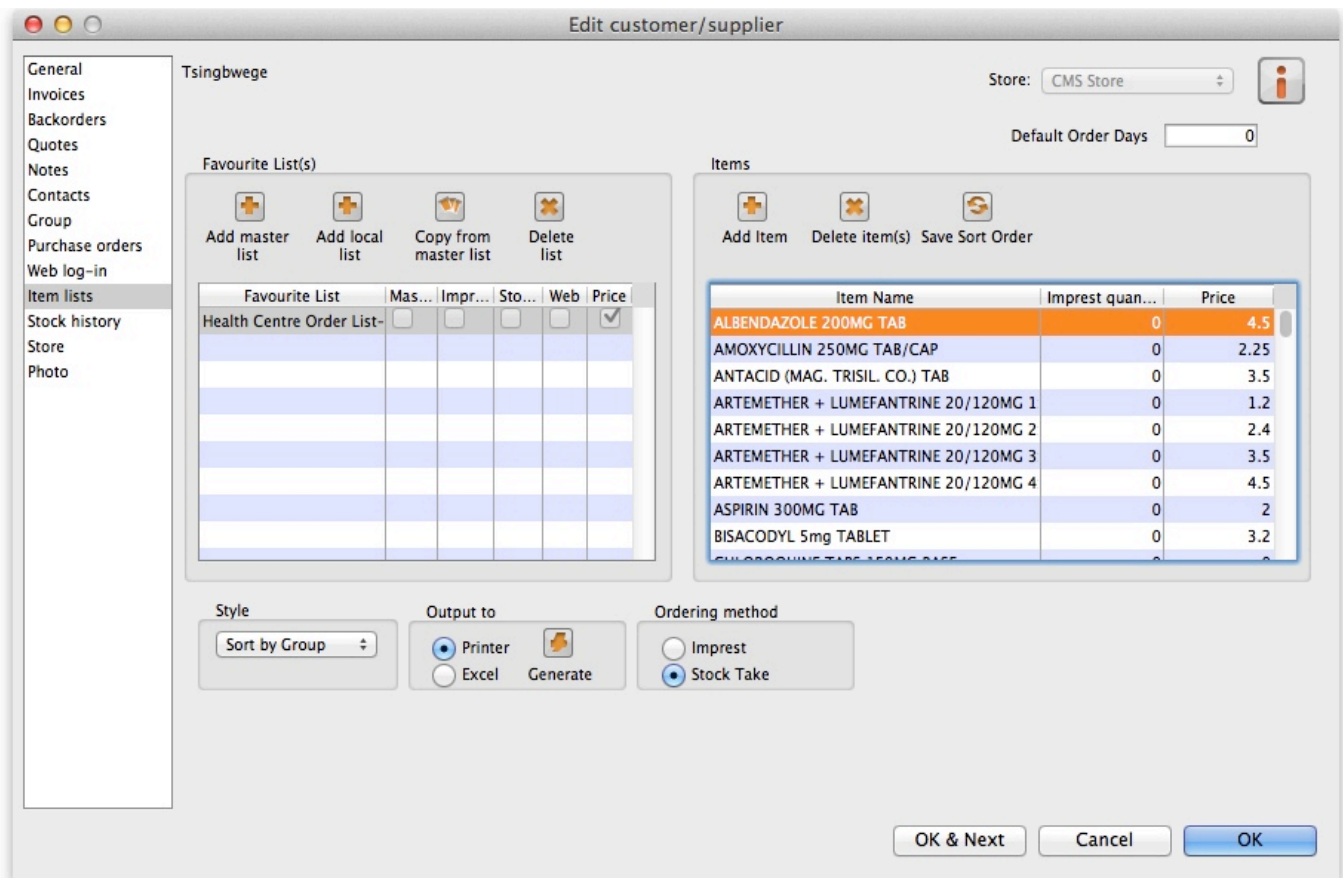 Edit customer/supplier
General
Invoices
Backorders
Quotes
Notes
Contacts
Group
Purchase orders
Web log-in
Item lists
Stock history
Store
Photo
Tsingbwege
Store: CMS Store
Default Order Days 0
Favourite List(s)
Add master list
Add local list
Copy from master list
Delete list
Favourite List Mas... Impr... Sto... Web Price
Health Centre Order List-
Items
Add Item Delete item(s) Save Sort Order
Item Name Imprest quan... Price
ALBENDAZOLE 200MG TAB 0 4.5
AMOXYCILLIN 250MG TAB/CAP 0 2.25
ANTACID (MAG. TRISIL. CO.) TAB 0 3.5
ARTEMETHER + LUMEFANTRINE 20/120MG 1 0 1.2
ARTEMETHER + LUMEFANTRINE 20/120MG 2 0 2.4
ARTEMETHER + LUMEFANTRINE 20/120MG 3 0 3.5
ARTEMETHER + LUMEFANTRINE 20/120MG 4 0 4.5
ASPIRIN 300MG TAB 0 2
BISACODYL 5mg TABLET 0 3.2
Style
Sort by Group
Output to
Printer
Excel
Generate
Ordering method
Imprest
Stock Take
OK & Next Cancel OK